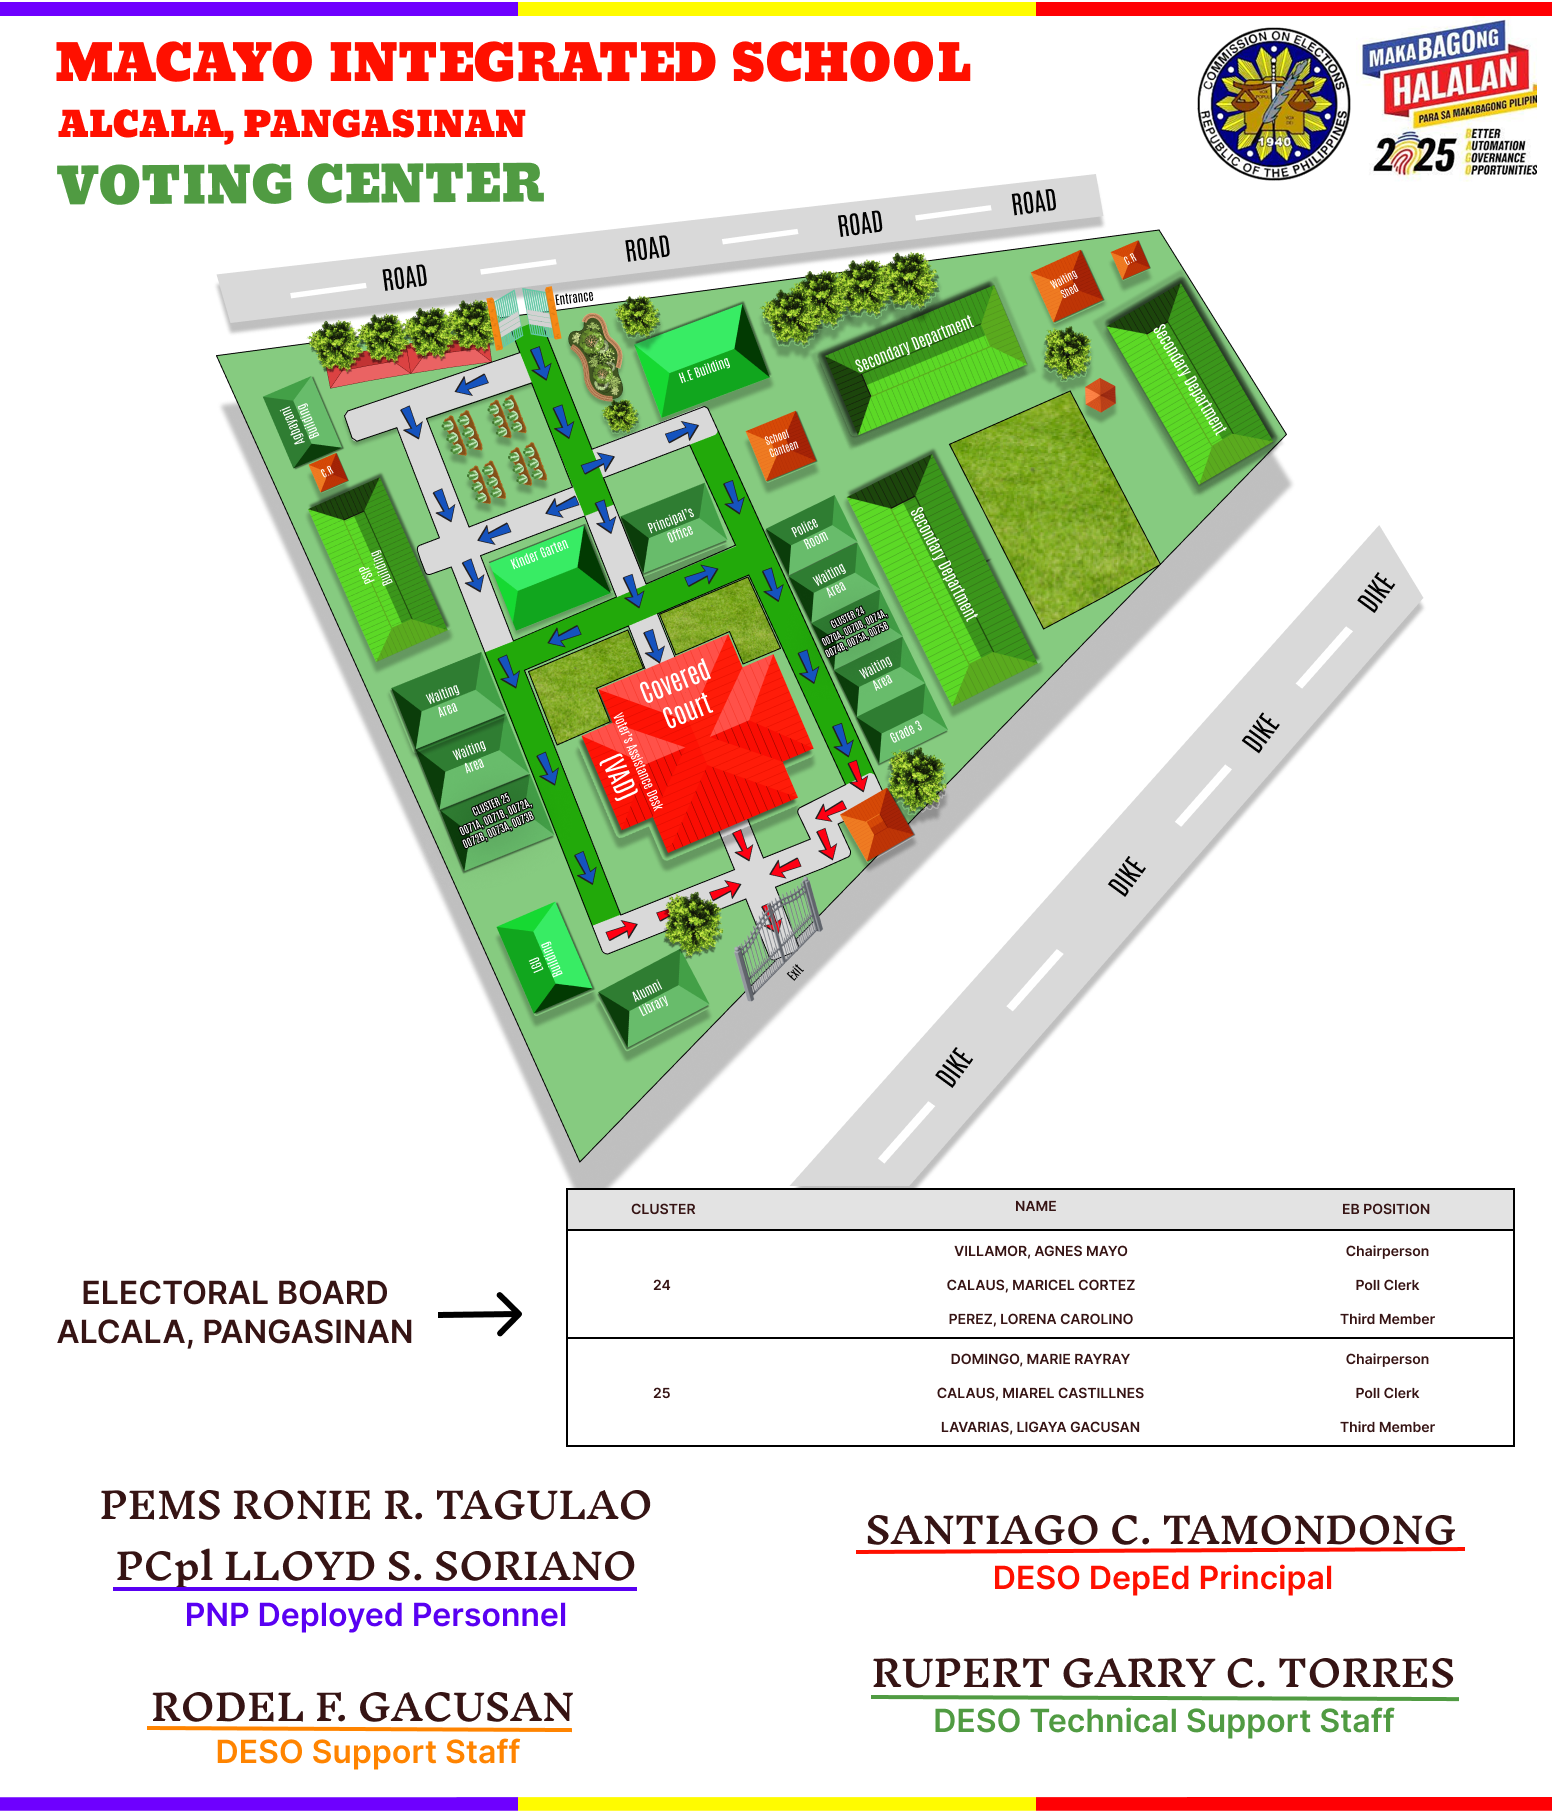 MACAYO INTEGRATED SCHOOL
ALCALA, PANGASINAN
VOTING CENTER
COMMISSION ON ELECTIONS
REPUBLIC OF THE PHILIPPINES
1940
MAKABAGONG
HALALAN
PARA SA MAKABAGONG PILIPIN
2025
BETTER
AUTOMATION
GOVERNANCE
OPPORTUNITIES
ROAD
ROAD
ROAD
ROAD
Entrance
Waiting
Shed
C.R
Secondary Department
Secondary Department
H.E Building
Agbayani
Building
C.R
School
Canteen
PSIP
Building
Kinder Garten
Principal's
Office
Police
Room
Waiting
Area
CLUSTER 24
0070A, 0070B, 0074A,
0074B, 0075A, 0075B
Waiting
Area
Grade 3
Secondary Department
Covered
Court
Voter's Assistance Desk
(VAD)
Waiting
Area
Waiting
Area
CLUSTER 25
0071A, 0071B, 0072A,
0072B, 0073A, 0073B
LGU
Building
Alumni
Library
Exit
DIKE
DIKE
DIKE
DIKE
ELECTORAL BOARD
ALCALA, PANGASINAN
CLUSTER NAME EB POSITION
VILLAMOR, AGNES MAYO Chairperson
24 CALAUS, MARICEL CORTEZ Poll Clerk
PEREZ, LORENA CAROLINO Third Member
DOMINGO, MARIE RAYRAY Chairperson
25 CALAUS, MIAREL CASTILLNES Poll Clerk
LAVARIAS, LIGAYA GACUSAN Third Member
PEMS RONIE R. TAGULAO
PCpl LLOYD S. SORIANO
PNP Deployed Personnel
SANTIAGO C. TAMONDONG
DESO DepEd Principal
RODEL F. GACUSAN
DESO Support Staff
RUPERT GARRY C. TORRES
DESO Technical Support Staff